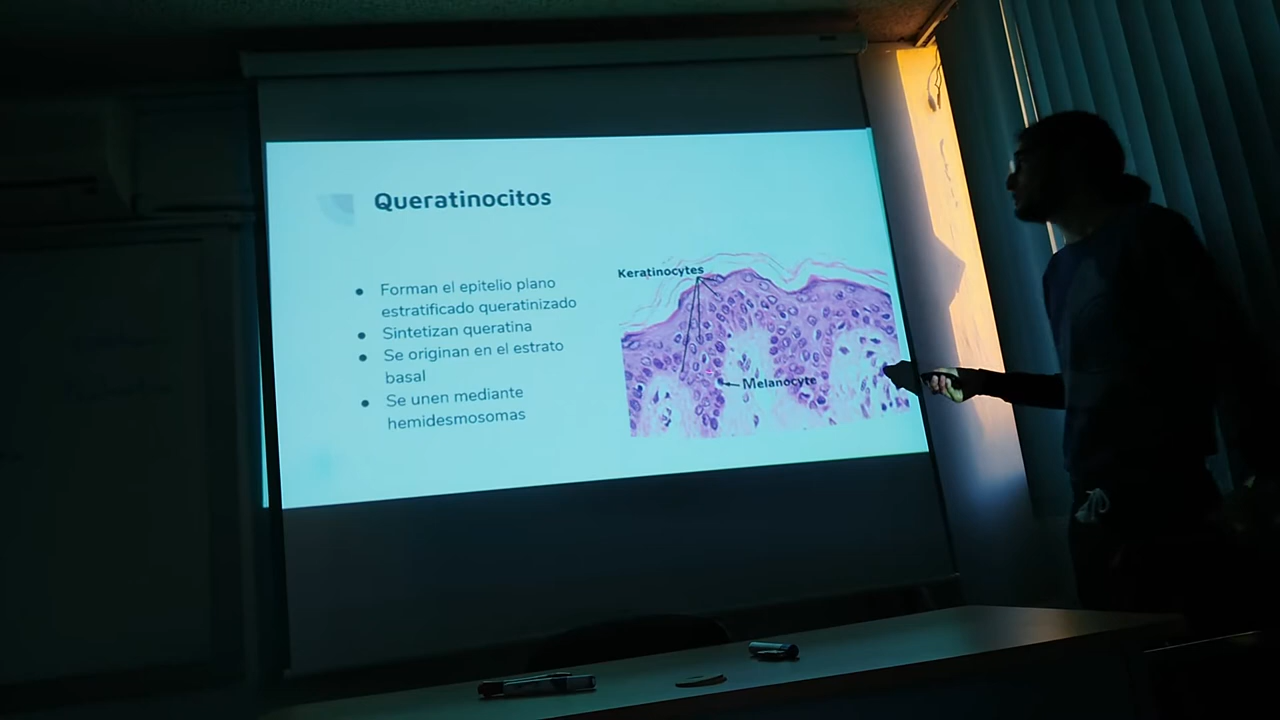 Queratinocitos
Forman el epitelio plano
estratificado queratinizado
Sintetizan queratina
Se originan en el estrato
basal
Se unen mediante
hemidesmosomas
Keratinocytes
Melanocyte